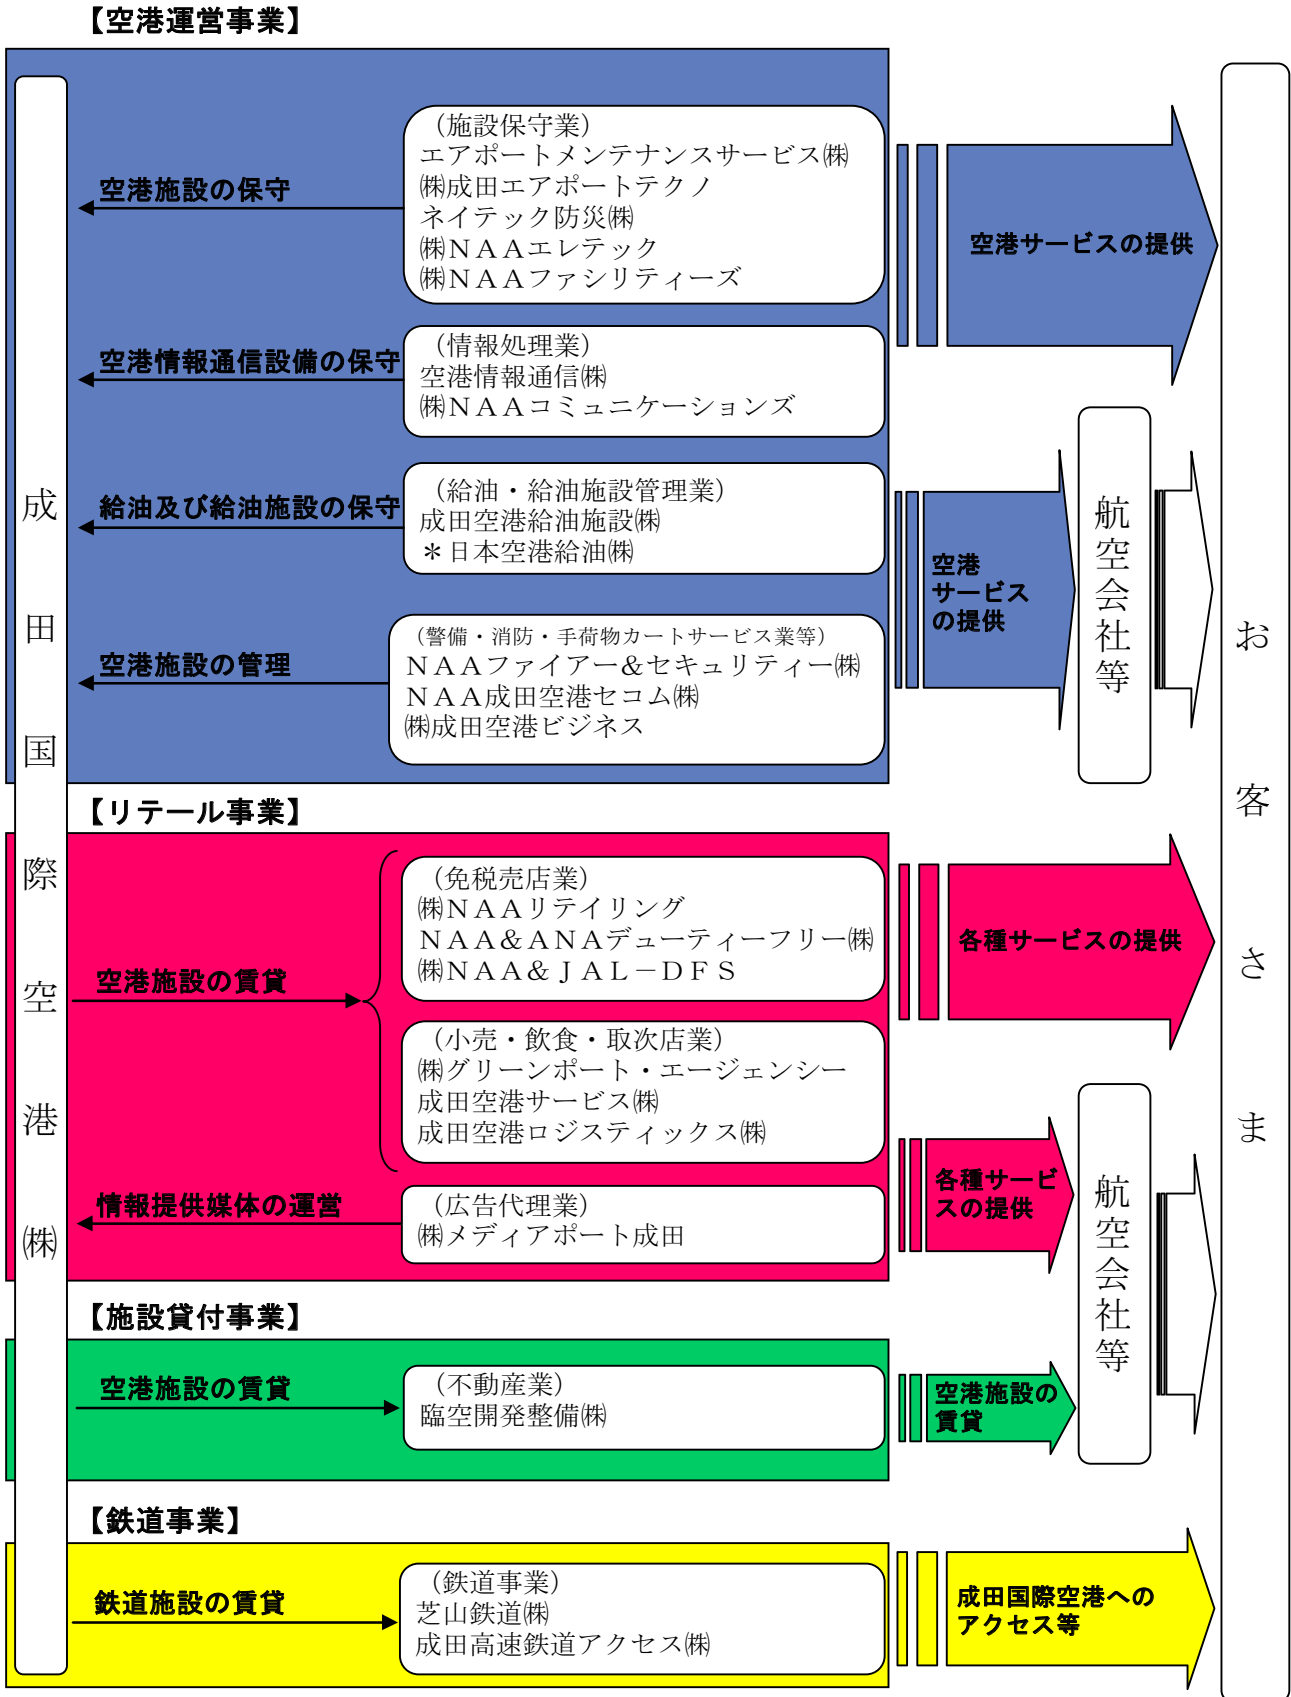 【空港運営事業】
空港施設の保守
（施設保守業）
エアポートメンテナンスサービス㈱
㈱成田エアポートテクノ
ネイテック防災㈱
㈱ＮＡＡエレテック
㈱ＮＡＡファシリティーズ
空港サービスの提供
空港情報通信設備の保守
（情報処理業）
空港情報通信㈱
㈱ＮＡＡコミュニケーションズ
給油及び給油施設の保守
（給油・給油施設管理業）
成田空港給油施設㈱
＊日本空港給油㈱
空港
サービス
の提供
航空会社等
空港施設の管理
（警備・消防・手荷物カートサービス業等）
ＮＡＡファイアー＆セキュリティー㈱
ＮＡＡ成田空港セコム㈱
㈱成田空港ビジネス
成田国際空港㈱
お客さま
【リテール事業】
空港施設の賃貸
（免税売店業）
㈱ＮＡＡリテイリング
ＮＡＡ＆ＡＮＡデューティーフリー㈱
㈱ＮＡＡ＆ＪＡＬ－ＤＦＳ
各種サービスの提供
（小売・飲食・取次店業）
㈱グリーンポート・エージェンシー
成田空港サービス㈱
成田空港ロジスティックス㈱
情報提供媒体の運営
（広告代理業）
㈱メディアポート成田
各種サービ
スの提供
航空会社等
【施設貸付事業】
空港施設の賃貸
（不動産業）
臨空開発整備㈱
空港施設の
賃貸
【鉄道事業】
鉄道施設の賃貸
（鉄道事業）
芝山鉄道㈱
成田高速鉄道アクセス㈱
成田国際空港への
アクセス等